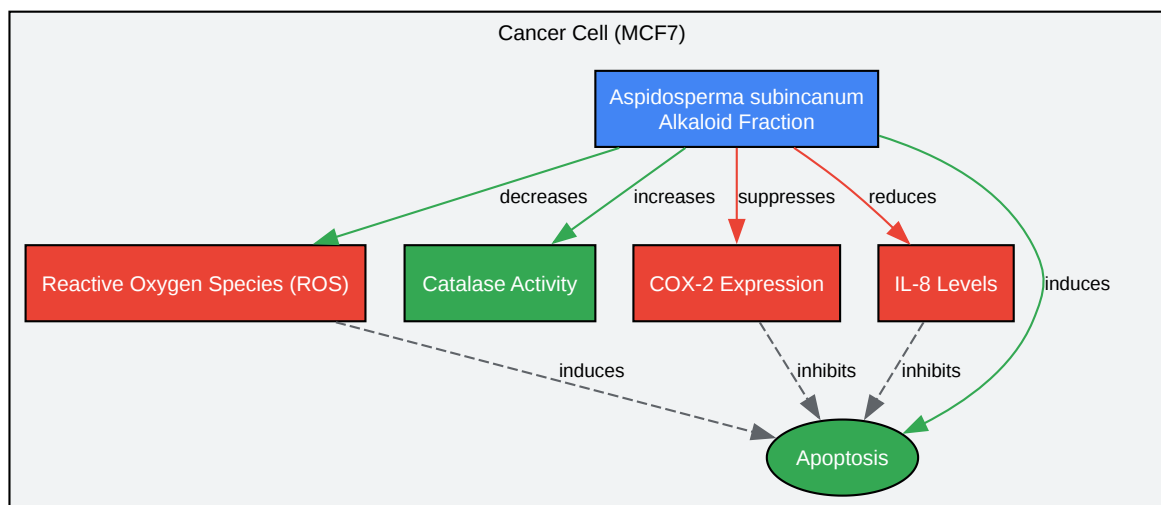 Cancer Cell (MCF7)
Aspidosperma subincanum
Alkaloid Fraction
decreases
increases
suppresses
reduces
Reactive Oxygen Species (ROS)
Catalase Activity
COX-2 Expression
IL-8 Levels
induces
induces
inhibits
inhibits
Apoptosis